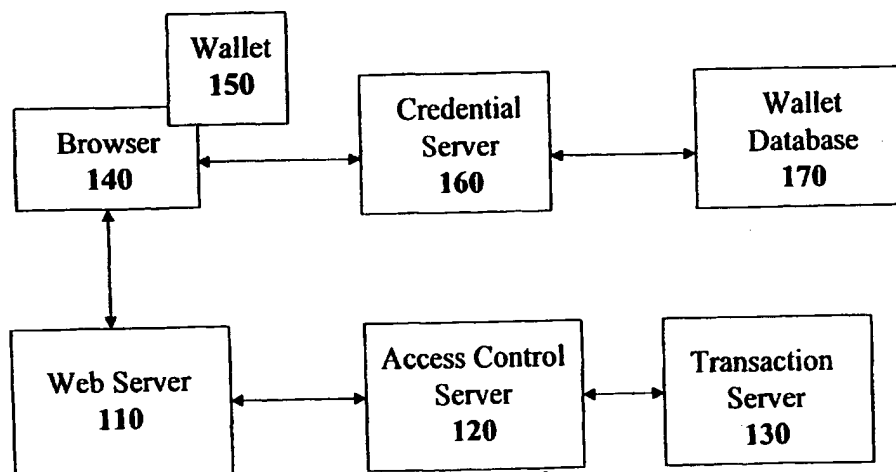 Wallet
150
Browser
140
Credential
Server
160
Wallet
Database
170
Web Server
110
Access Control
Server
120
Transaction
Server
130